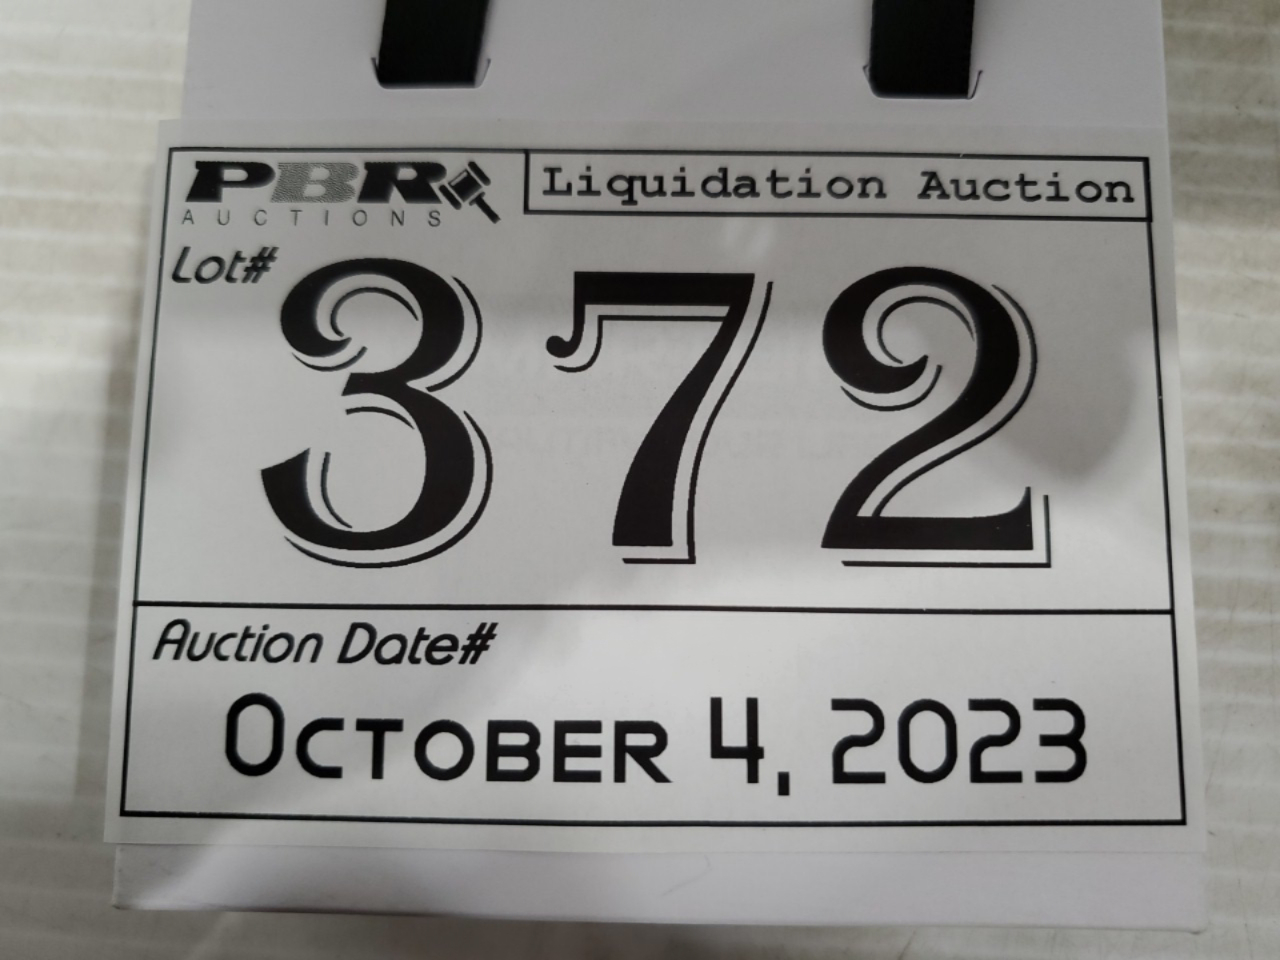 PBR
AUCTIONS
Liquidation Auction
Lot#
372
Auction Date#
October 4, 2023